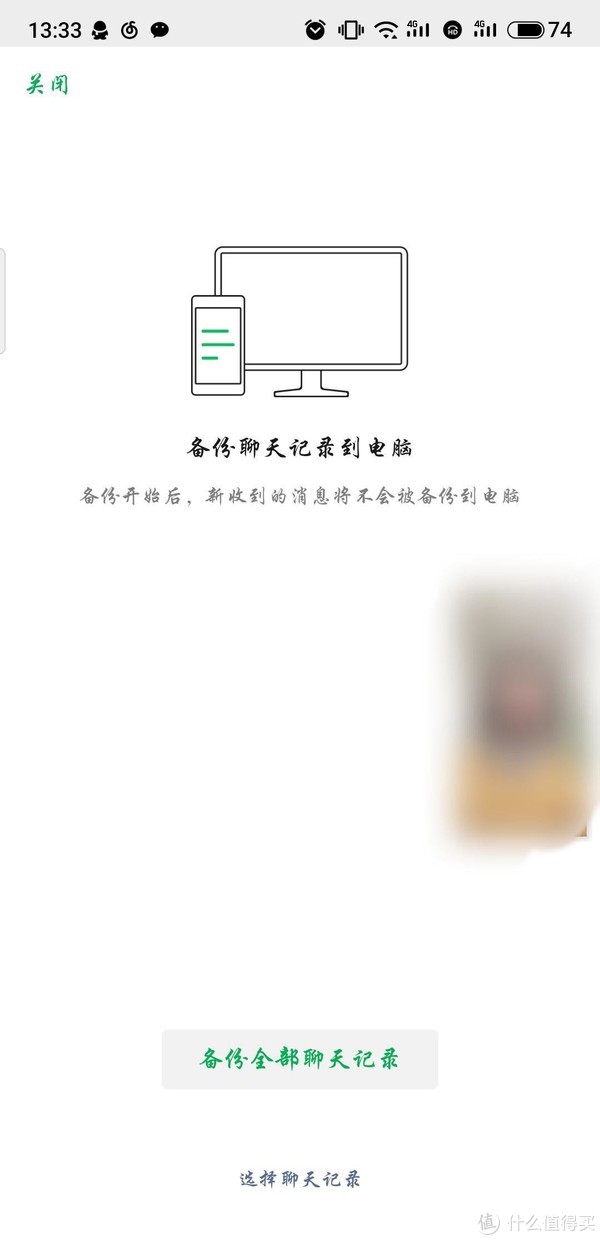 13:33 4G HD 4G 74
关闭
备份聊天记录到电脑
备份开始后，新收到的消息将不会被备份到电脑
备份全部聊天记录
选择聊天记录
值 什么值得买